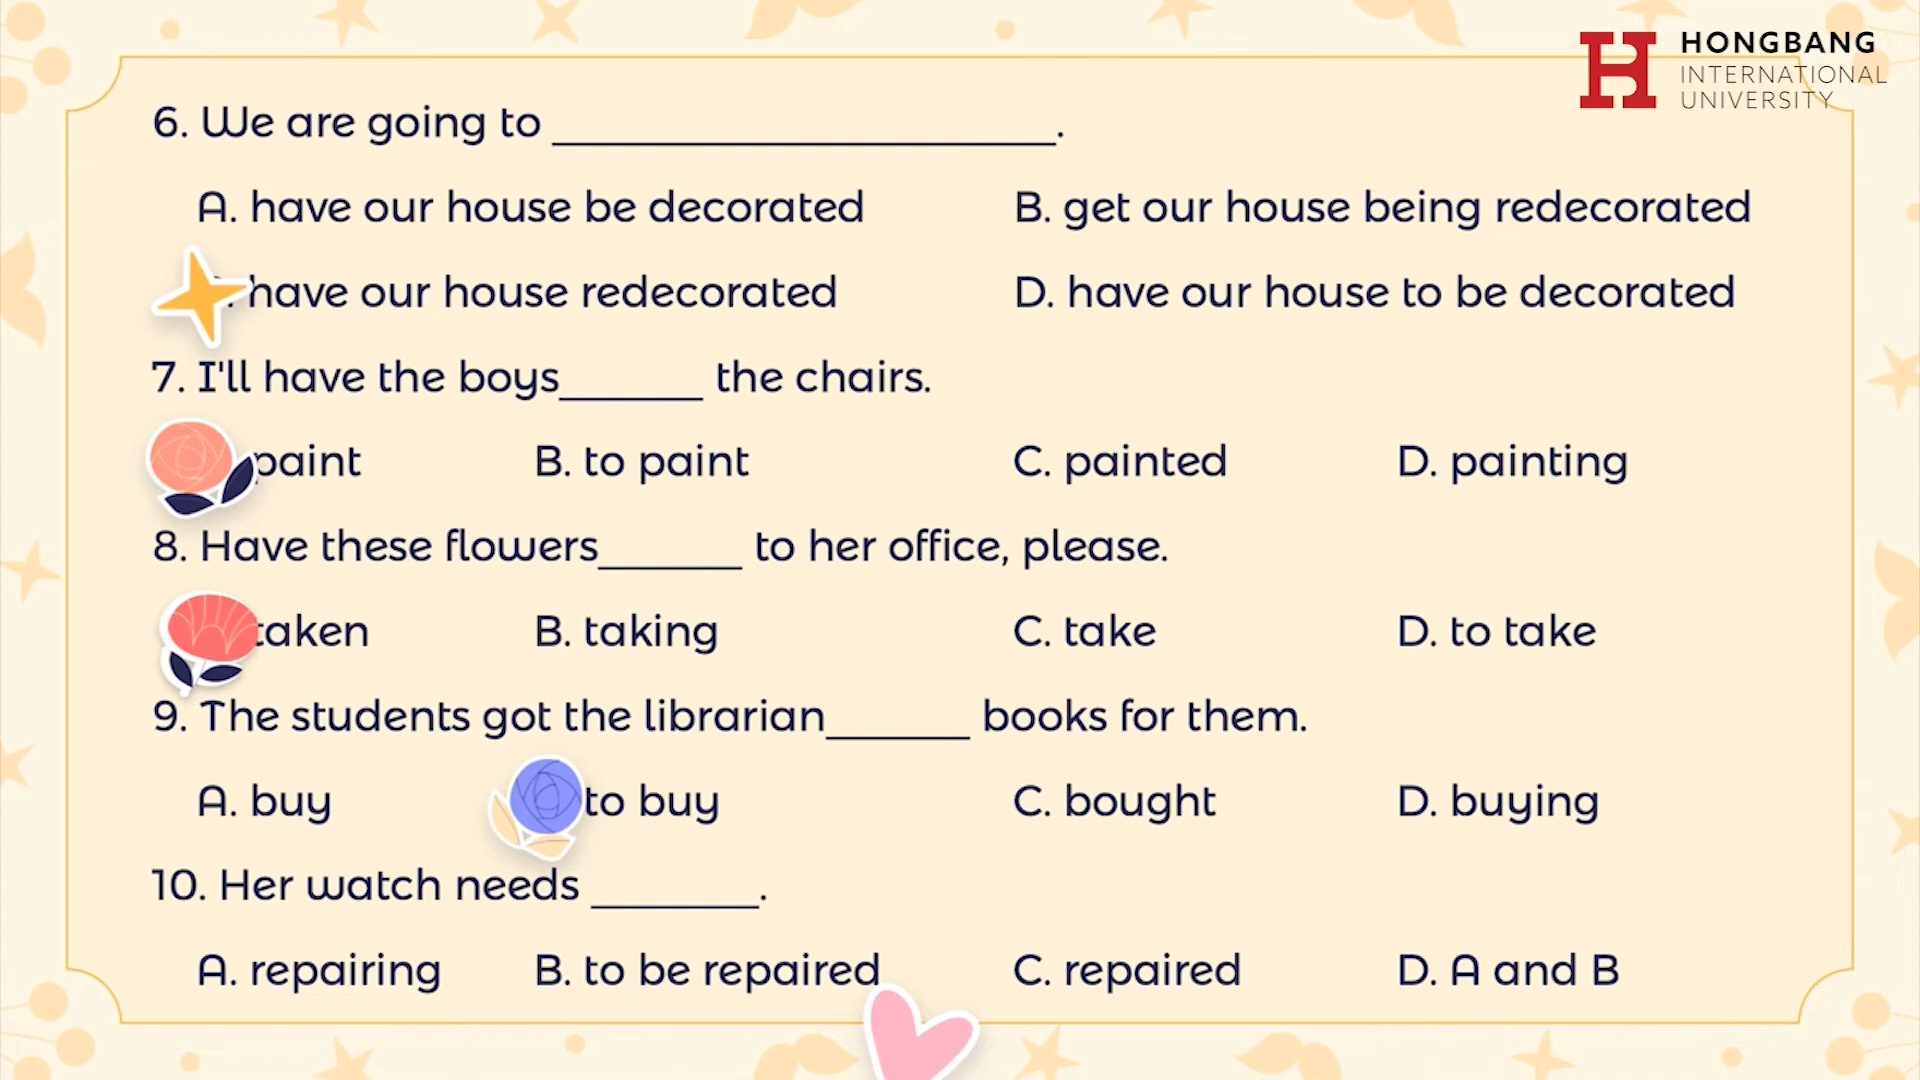 HONGBANG
INTERNATIONAL
UNIVERSITY
6. We are going to ______________________.
A. have our house be decorated B. get our house being redecorated
have our house redecorated D. have our house to be decorated
7. I'll have the boys______ the chairs.
paint B. to paint C. painted D. painting
8. Have these flowers______ to her office, please.
taken B. taking C. take D. to take
9. The students got the librarian______ books for them.
A. buy to buy C. bought D. buying
10. Her watch needs _______.
A. repairing B. to be repaired C. repaired D. A and B